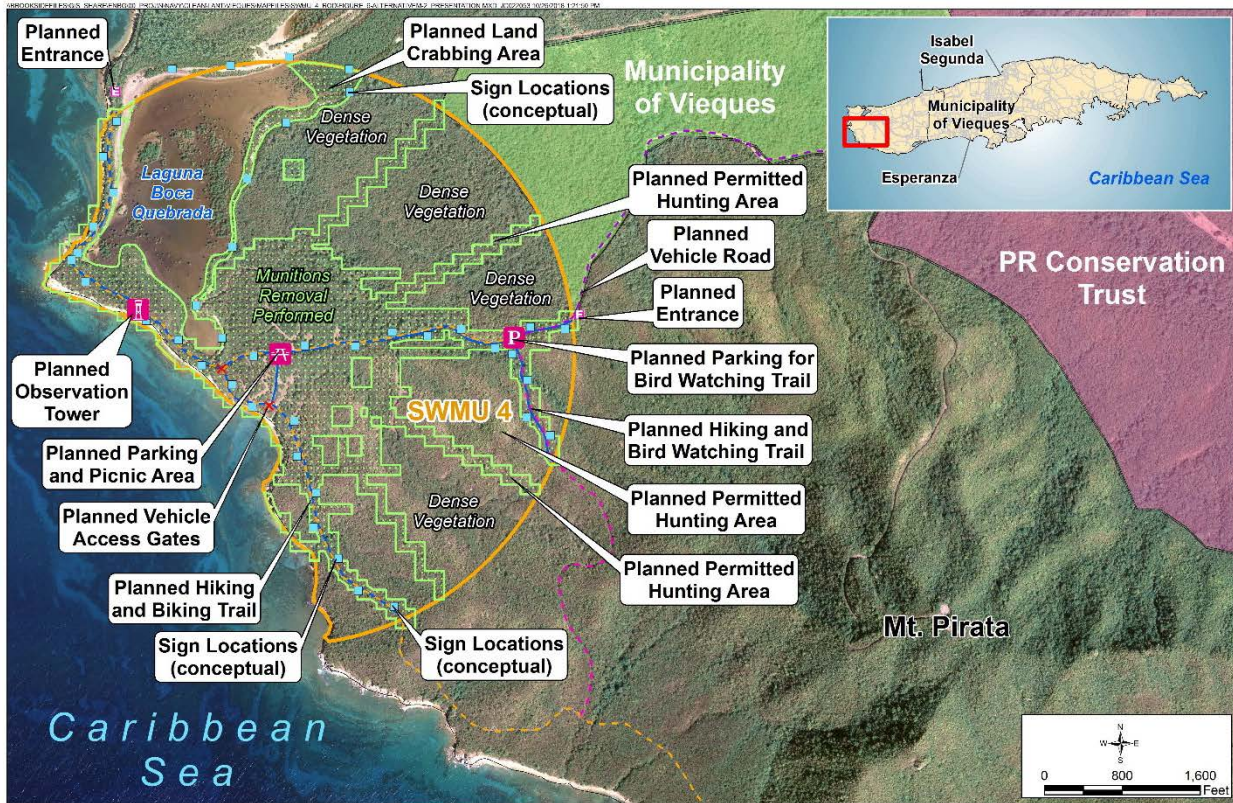 Planned
Entrance
Planned Land
Crabbing Area
Sign Locations
(conceptual)
Dense
Vegetation
Municipality
of Vieques
Isabel
Segunda
Municipality
of Vieques
Esperanza
Caribbean Sea
Laguna
Boca
Quebrada
Dense
Vegetation
Planned Permitted
Hunting Area
Planned
Vehicle Road
Munitions
Removal
Performed
Dense
Vegetation
Planned
Entrance
PR Conservation
Trust
E
E
P
Planned
Observation
Tower
Planned Parking for
Bird Watching Trail
SWMU 4
Planned Hiking and
Bird Watching Trail
Planned Parking
and Picnic Area
Planned Permitted
Hunting Area
Dense
Vegetation
Planned Vehicle
Access Gates
Planned Permitted
Hunting Area
Planned Hiking
and Biking Trail
Mt. Pirata
Sign Locations
(conceptual)
Sign Locations
(conceptual)
Caribbean
Sea
N
W E
S
0 800 1,600
Feet